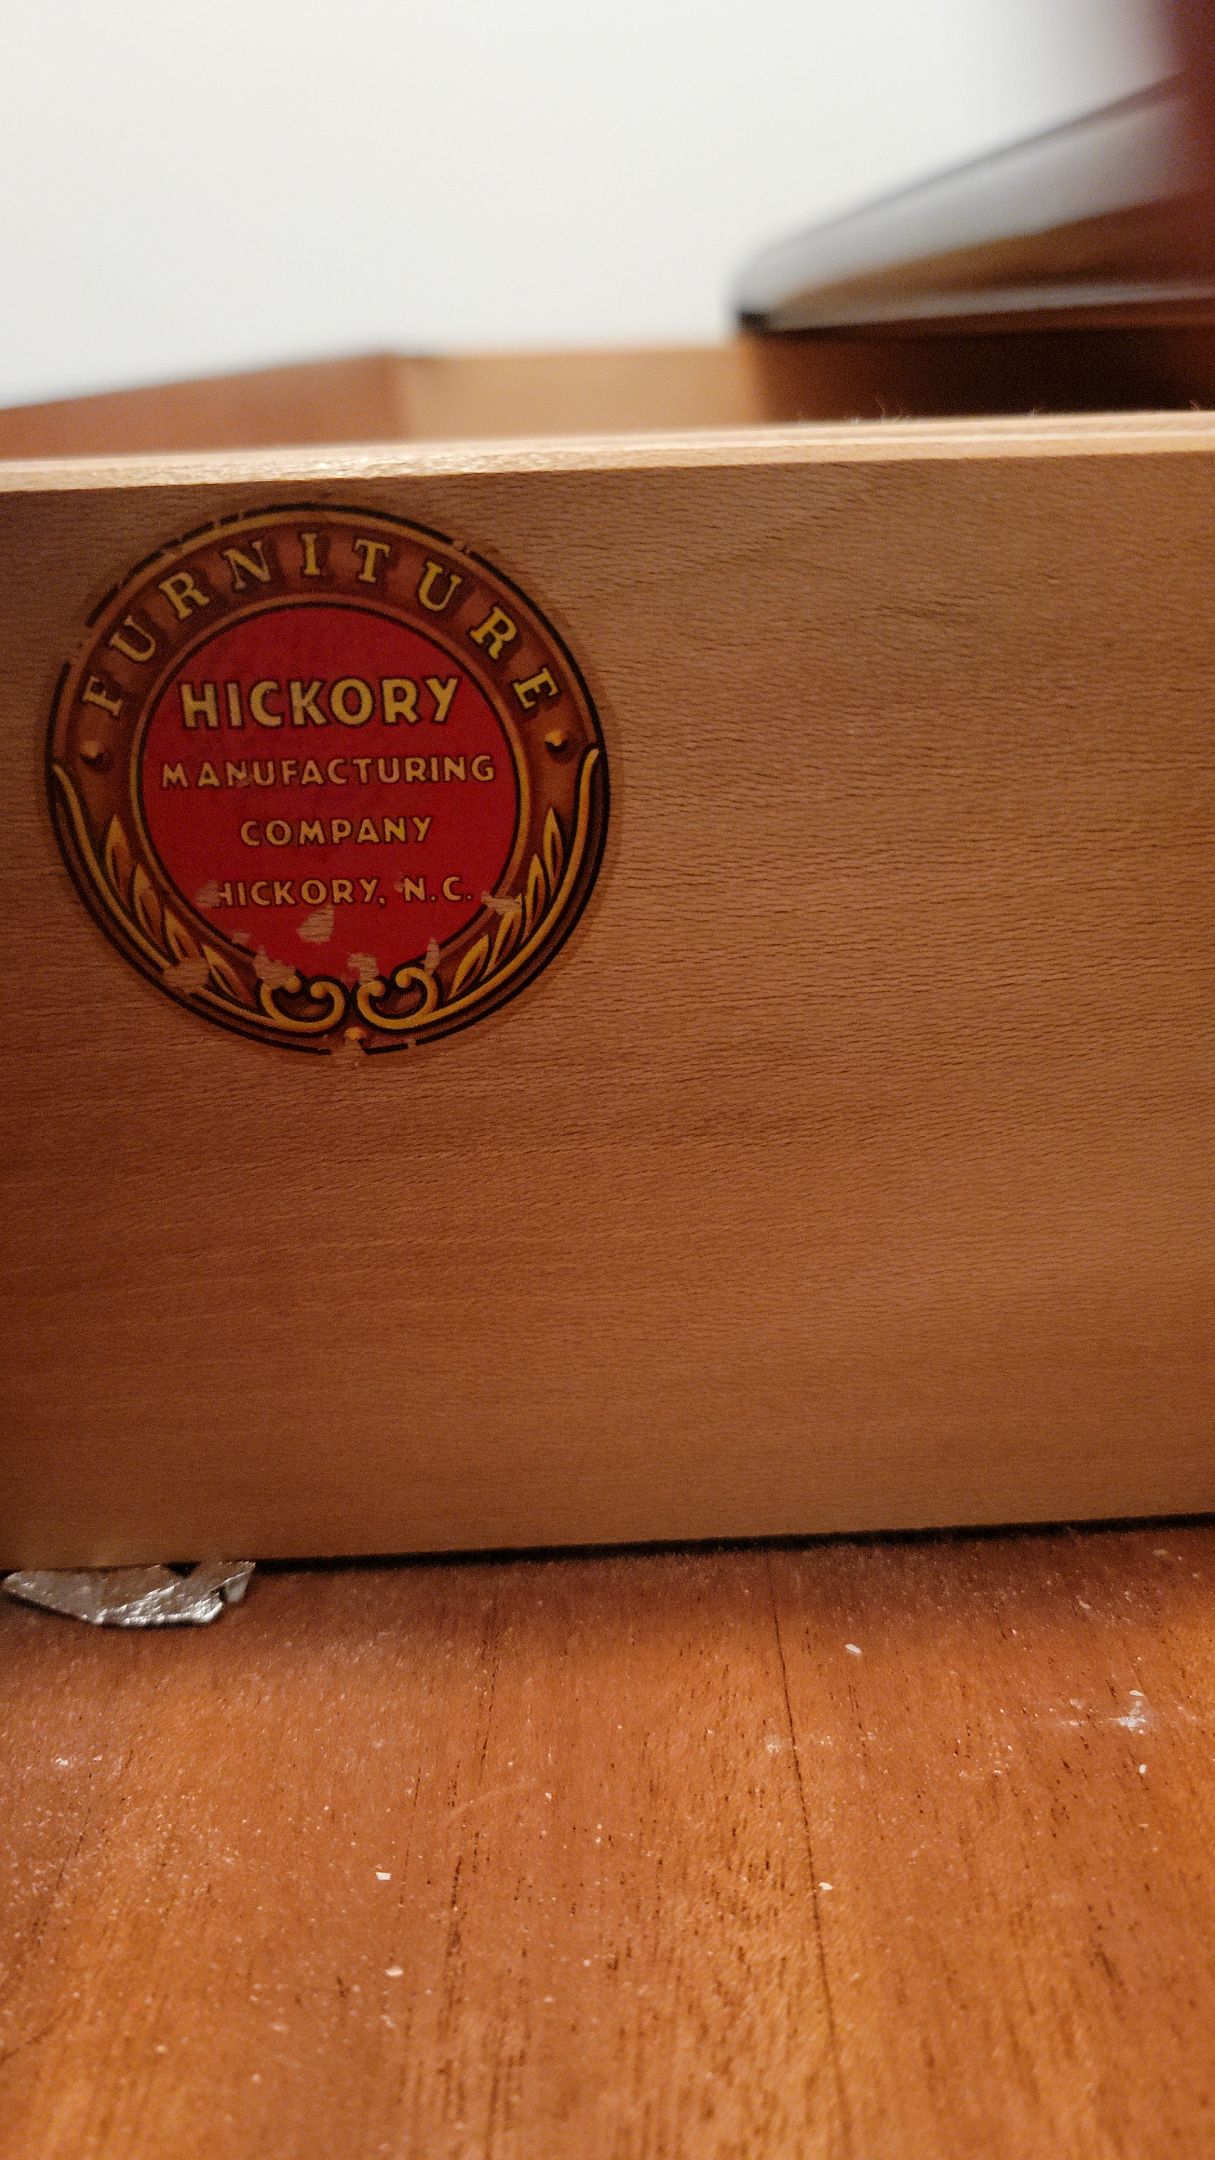 FURNITURE
HICKORY
MANUFACTURING
COMPANY
HICKORY, N.C.